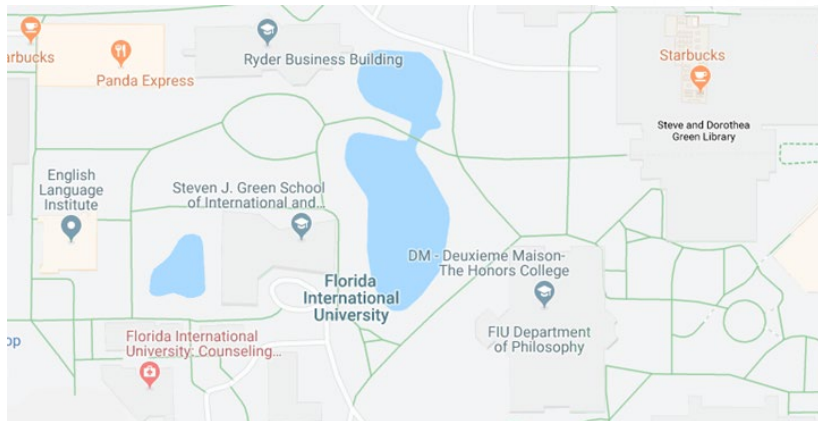 arbucks
Panda Express
Ryder Business Building
Starbucks
Steve and Dorothea
Green Library
English
Language
Institute
Steven J. Green School
of International and...
DM - Deuxieme Maison-
The Honors College
Florida
International
University
FIU Department
of Philosophy
Florida International
University: Counseling...
op